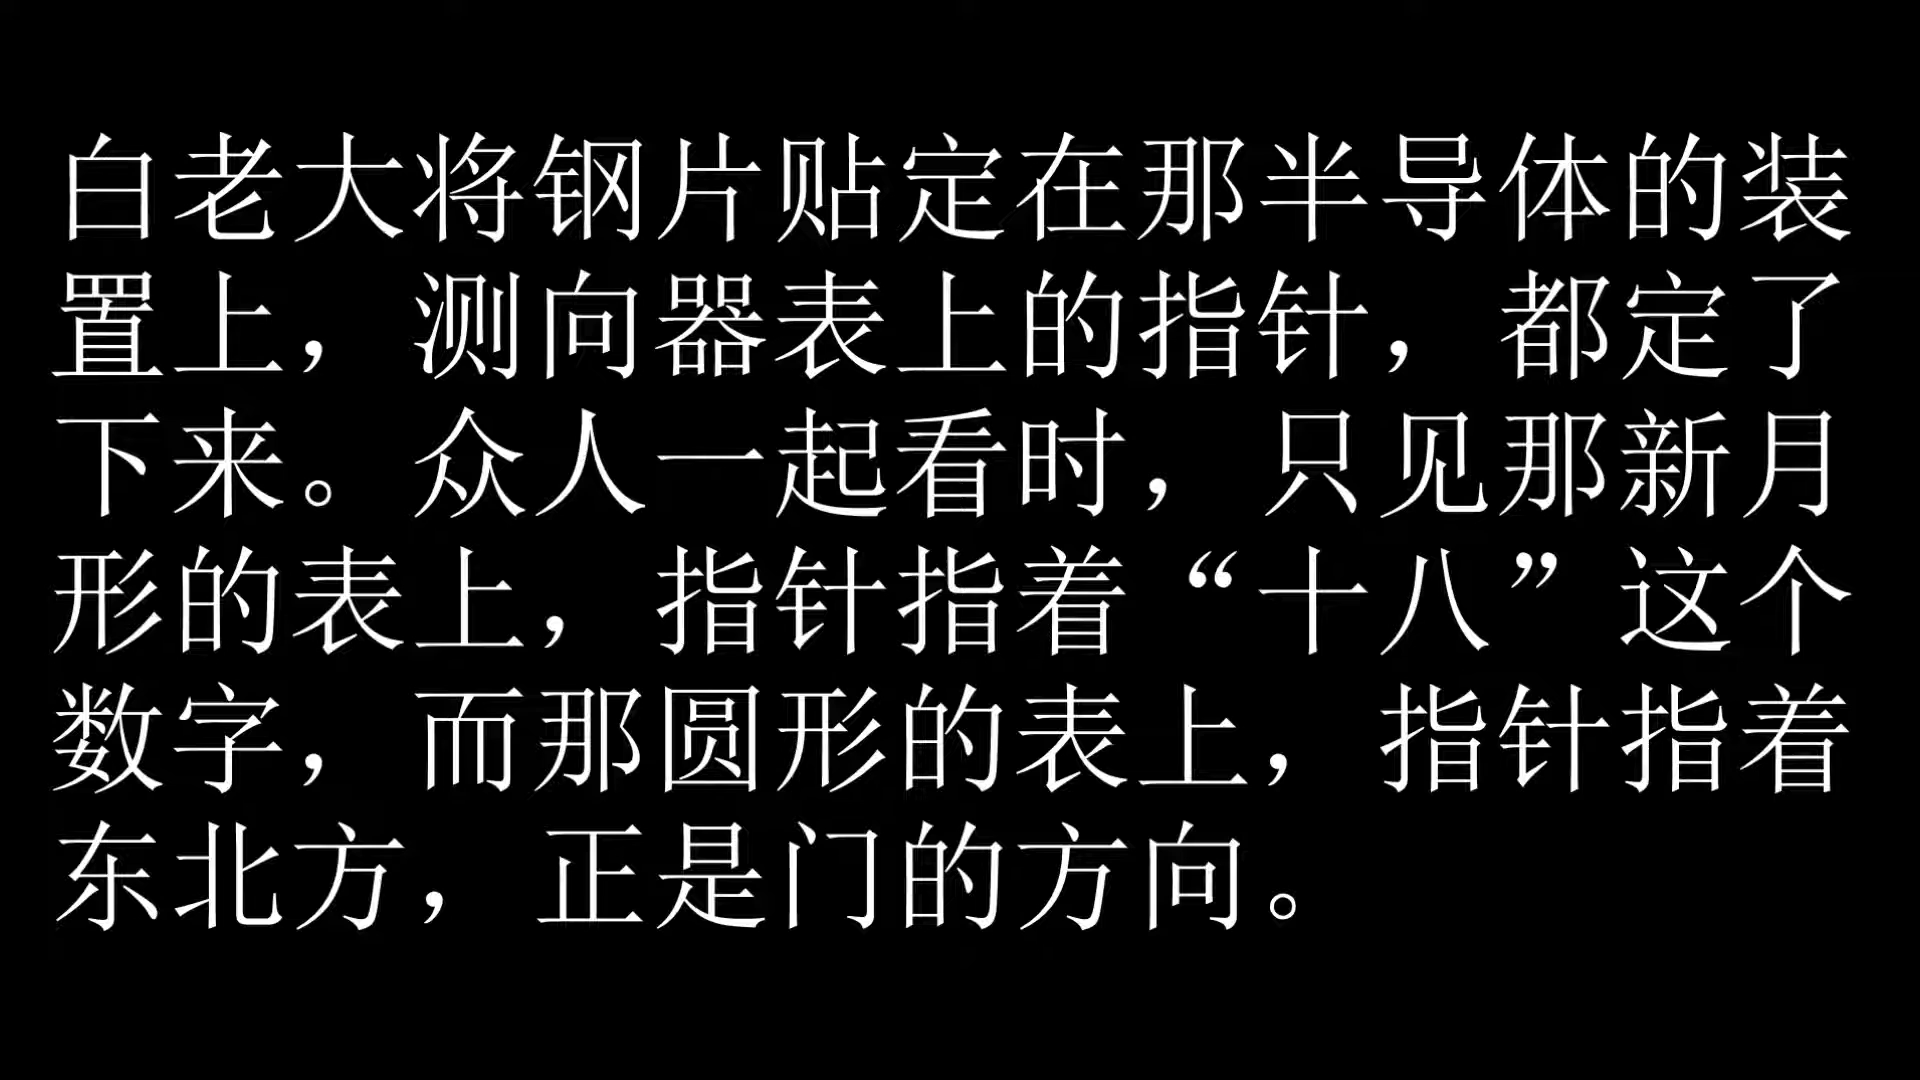 白老大将钢片贴定在那半导体的装
置上，测向器表上的指针，都定了
下来。众人一起看时，只见那新月
形的表上，指针指着“十八”这个
数字，而那圆形的表上，指针指着
东北方，正是门的方向。